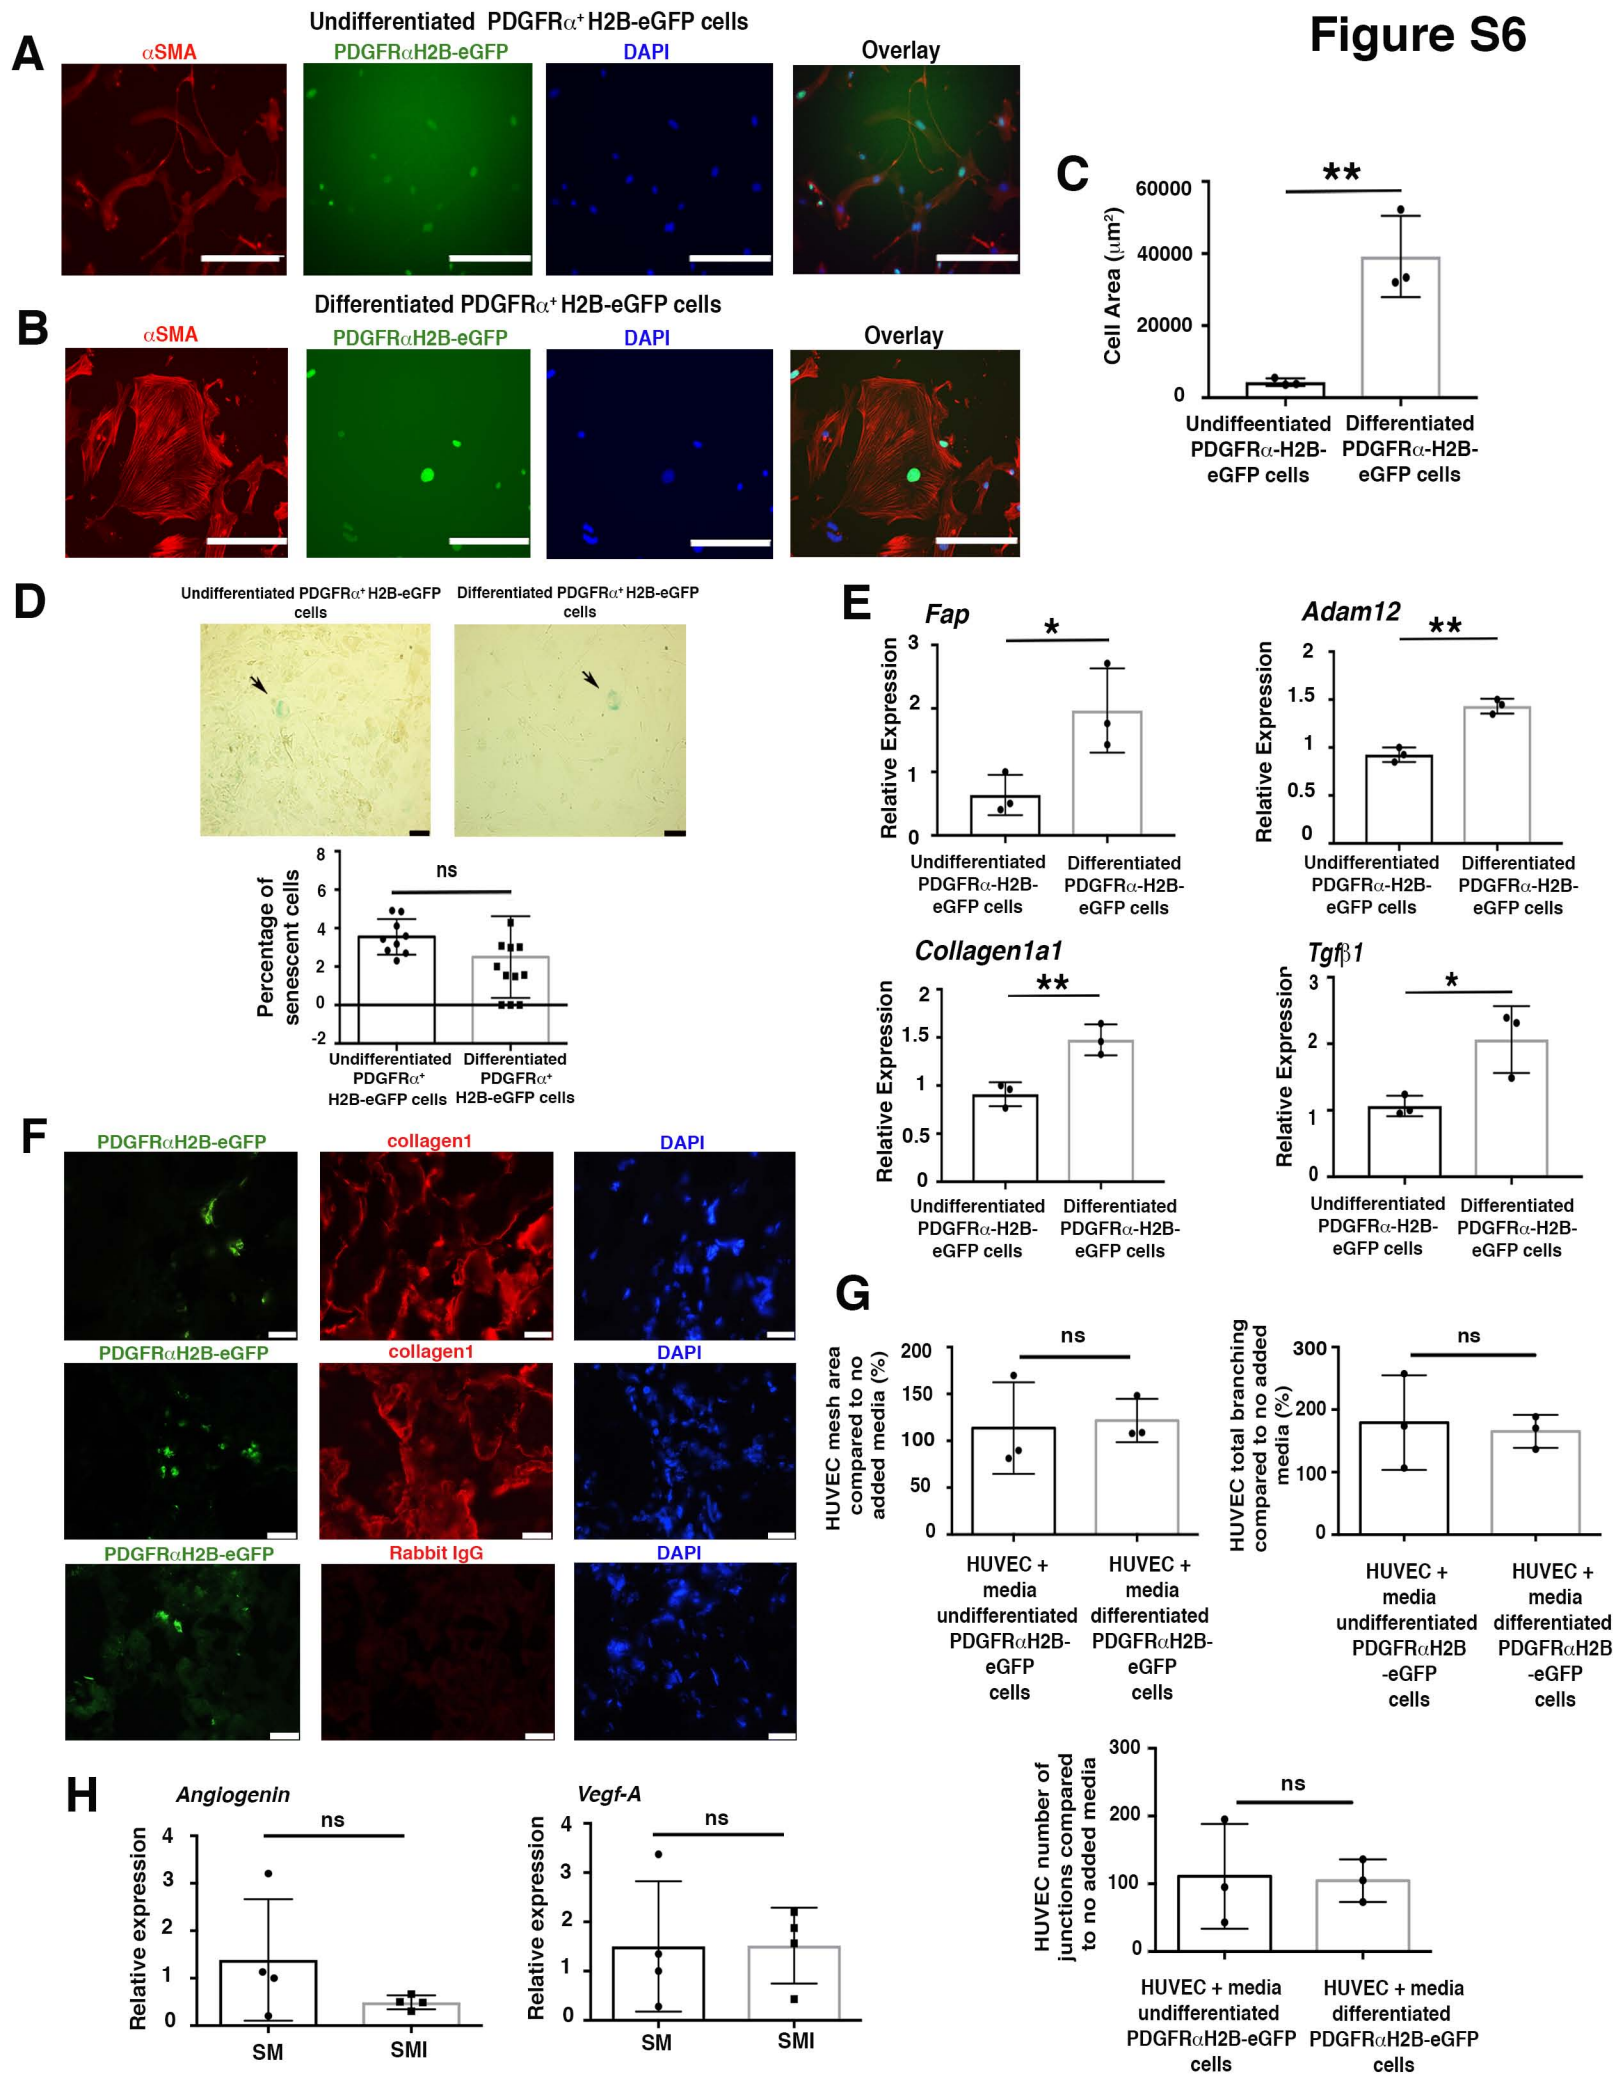 Figure S6
A
Undifferentiated PDGFRα⁺ H2B-eGFP cells
αSMA
PDGFRαH2B-eGFP
DAPI
Overlay
B
Differentiated PDGFRα⁺ H2B-eGFP cells
αSMA
PDGFRαH2B-eGFP
DAPI
Overlay
C
**
Cell Area (μm²)
60000
40000
20000
0
Undiffeentiated
PDGFRα-H2B-
eGFP cells
Differentiated
PDGFRα-H2B-
eGFP cells
D
Undifferentiated PDGFRα⁺ H2B-eGFP
cells
Differentiated PDGFRα⁺ H2B-eGFP
cells
Percentage of
senescent cells
8
6
4
2
0
-2
ns
Undifferentiated
PDGFRα⁺
H2B-eGFP cells
Differentiated
PDGFRα⁺
H2B-eGFP cells
E
Fap
*
Relative Expression
3
2
1
0
Undifferentiated
PDGFRα-H2B-
eGFP cells
Differentiated
PDGFRα-H2B-
eGFP cells
Adam12
**
Relative Expression
2
1.5
1
0.5
0
Undifferentiated
PDGFRα-H2B-
eGFP cells
Differentiated
PDGFRα-H2B-
eGFP cells
Collagen1a1
**
Relative Expression
2
1.5
1
0.5
0
Undifferentiated
PDGFRα-H2B-
eGFP cells
Differentiated
PDGFRα-H2B-
eGFP cells
Tgfβ1
*
Relative Expression
3
2
1
0
Undifferentiated
PDGFRα-H2B-
eGFP cells
Differentiated
PDGFRα-H2B-
eGFP cells
F
PDGFRαH2B-eGFP
collagen1
DAPI
PDGFRαH2B-eGFP
collagen1
DAPI
PDGFRαH2B-eGFP
Rabbit IgG
DAPI
G
HUVEC mesh area
compared to no
added media (%)
200
150
100
50
0
ns
HUVEC +
media
undifferentiated
PDGFRαH2B-
eGFP
cells
HUVEC +
media
differentiated
PDGFRαH2B-
eGFP
cells
HUVEC total branching
compared to no added
media (%)
300
200
100
0
ns
HUVEC +
media
undifferentiated
PDGFRαH2B
-eGFP
cells
HUVEC +
media
differentiated
PDGFRαH2B
-eGFP
cells
HUVEC number of
junctions compared
to no added media
300
200
100
0
ns
HUVEC + media
undifferentiated
PDGFRαH2B-eGFP
cells
HUVEC + media
differentiated
PDGFRαH2B-eGFP
cells
H
Angiogenin
ns
Relative expression
4
3
2
1
0
SM
SMI
Vegf-A
ns
Relative expression
4
3
2
1
0
SM
SMI